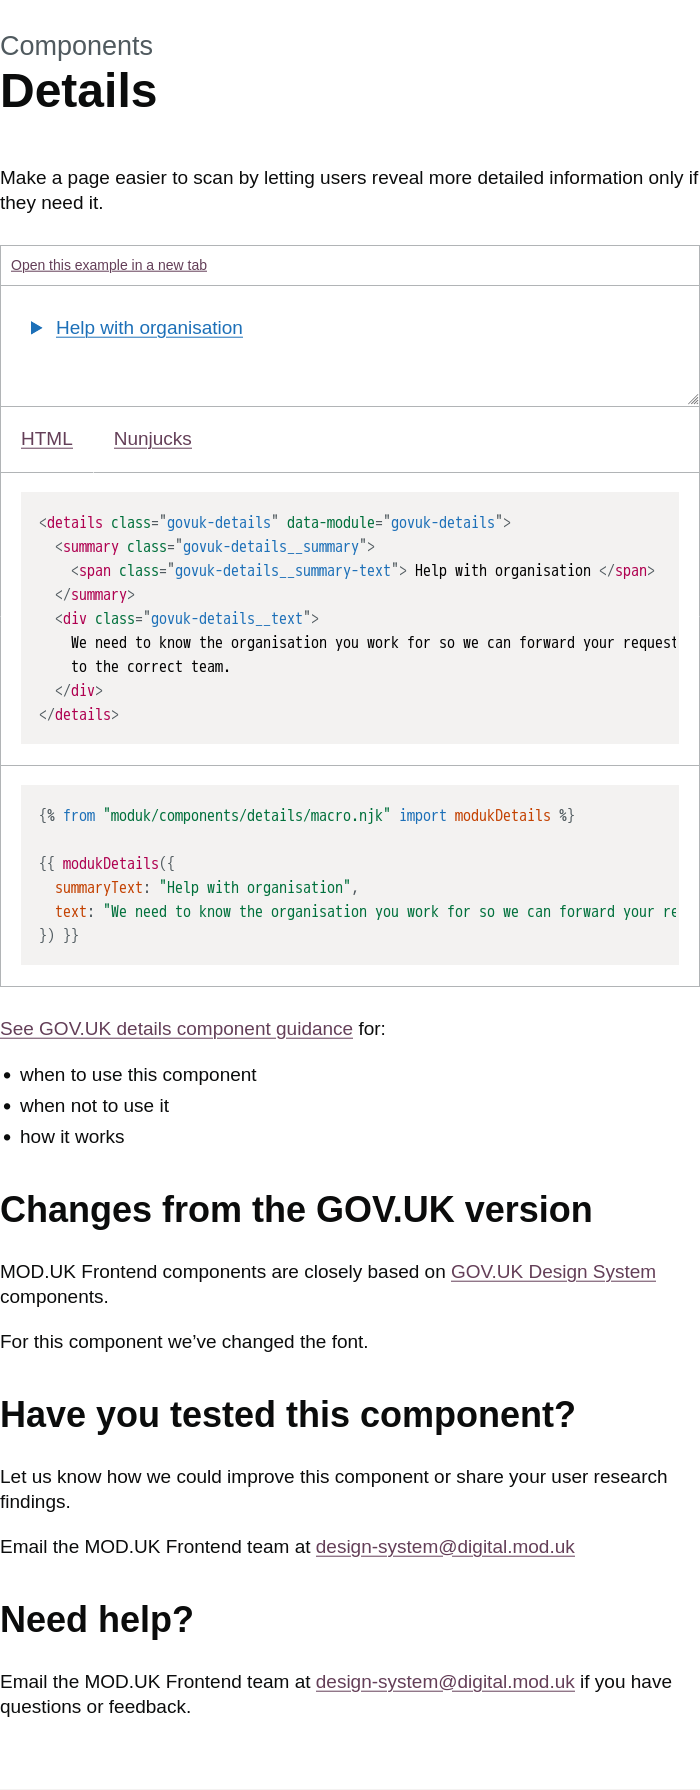 Components
Details
Make a page easier to scan by letting users reveal more detailed information only if
they need it.
Open this example in a new tab
Help with organisation
HTML Nunjucks
<details class="govuk-details" data-module="govuk-details">
  <summary class="govuk-details__summary">
    <span class="govuk-details__summary-text"> Help with organisation </span>
  </summary>
  <div class="govuk-details__text">
    We need to know the organisation you work for so we can forward your request
    to the correct team.
  </div>
</details>
{% from "moduk/components/details/macro.njk" import modukDetails %}
{{ modukDetails({
  summaryText: "Help with organisation",
  text: "We need to know the organisation you work for so we can forward your re
}) }}
See GOV.UK details component guidance for:
• when to use this component
• when not to use it
• how it works
Changes from the GOV.UK version
MOD.UK Frontend components are closely based on GOV.UK Design System
components.
For this component we’ve changed the font.
Have you tested this component?
Let us know how we could improve this component or share your user research
findings.
Email the MOD.UK Frontend team at design-system@digital.mod.uk
Need help?
Email the MOD.UK Frontend team at design-system@digital.mod.uk if you have
questions or feedback.